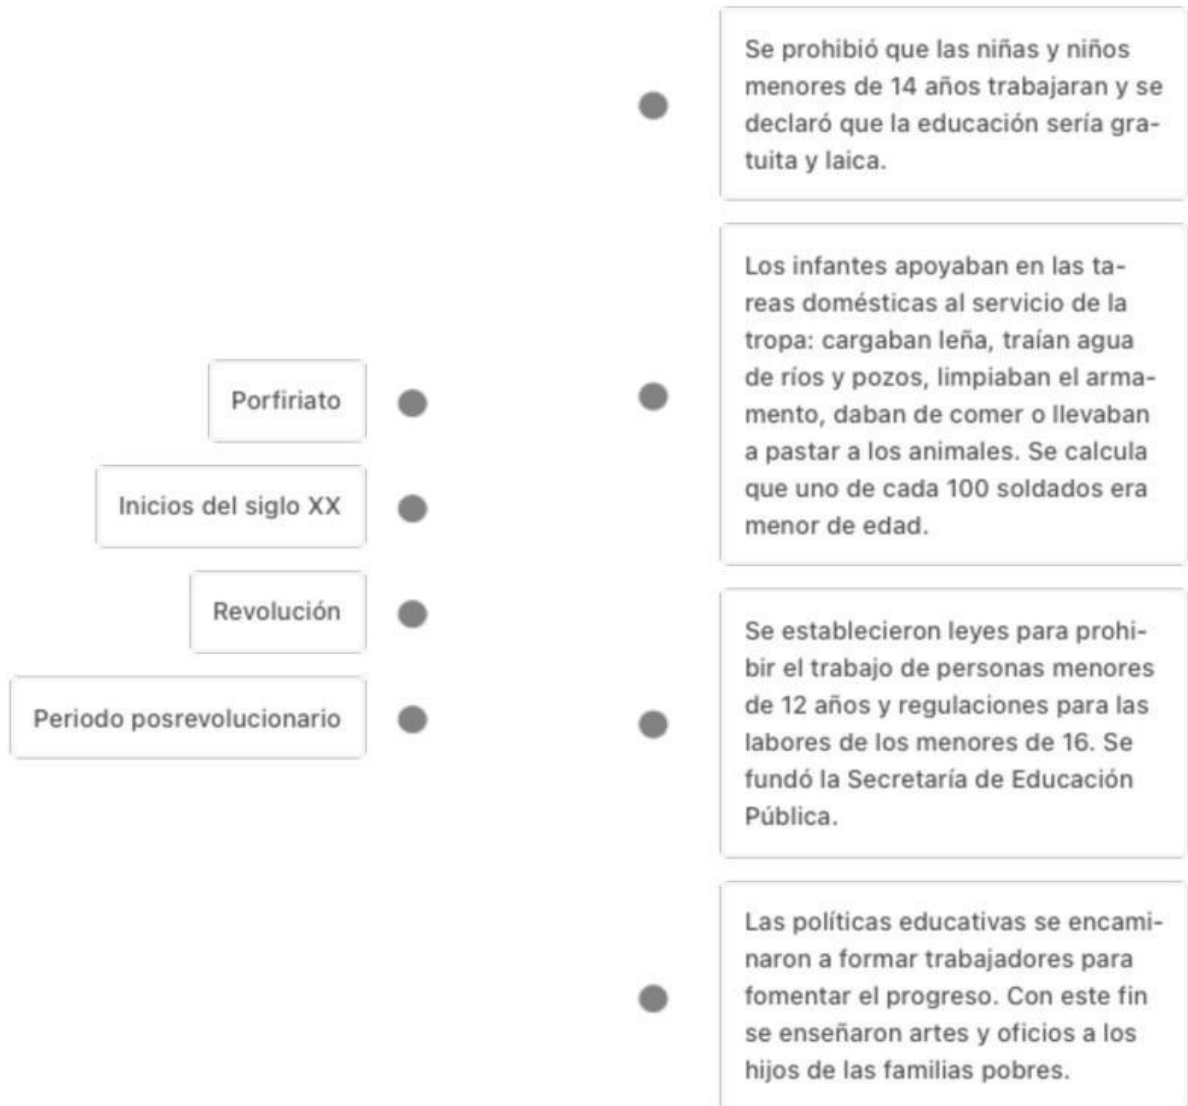 Porfiriato
Inicios del siglo XX
Revolución
Periodo posrevolucionario
Se prohibió que las niñas y niños
menores de 14 años trabajaran y se
declaró que la educación sería gra-
tuita y laica.
Los infantes apoyaban en las ta-
reas domésticas al servicio de la
tropa: cargaban leña, traían agua
de ríos y pozos, limpiaban el arma-
mento, daban de comer o llevaban
a pastar a los animales. Se calcula
que uno de cada 100 soldados era
menor de edad.
Se establecieron leyes para prohi-
bir el trabajo de personas menores
de 12 años y regulaciones para las
labores de los menores de 16. Se
fundó la Secretaría de Educación
Pública.
Las políticas educativas se encami-
naron a formar trabajadores para
fomentar el progreso. Con este fin
se enseñaron artes y oficios a los
hijos de las familias pobres.